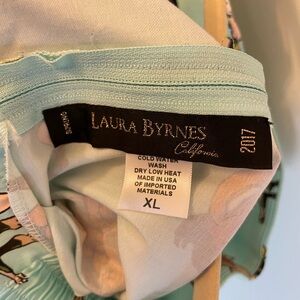 LAURA BYRNES
California
2017
COLD WATER
WASH
DRY LOW HEAT
MADE IN USA
OF IMPORTED
MATERIALS
XL